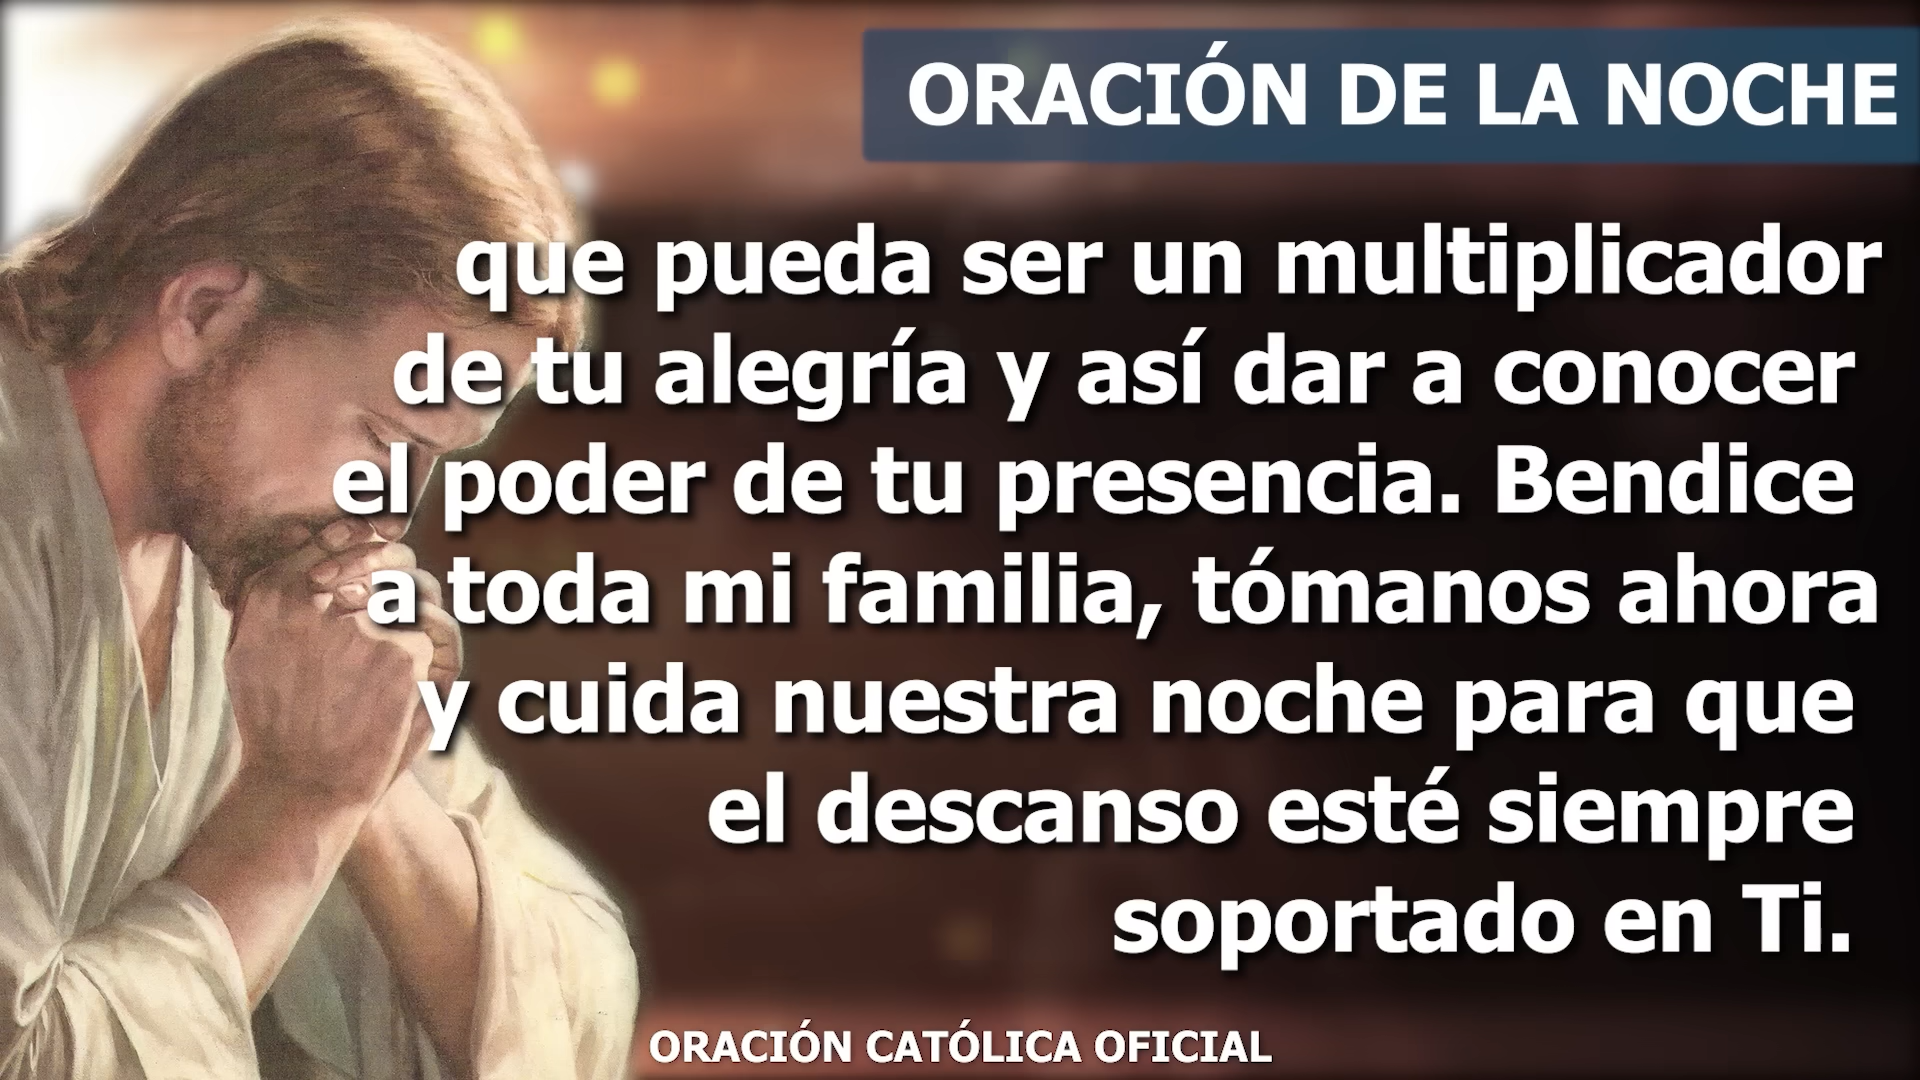 ORACIÓN DE LA NOCHE
que pueda ser un multiplicador
de tu alegría y así dar a conocer
el poder de tu presencia. Bendice
a toda mi familia, tómanos ahora
y cuida nuestra noche para que
el descanso esté siempre
soportado en Ti.
ORACIÓN CATÓLICA OFICIAL